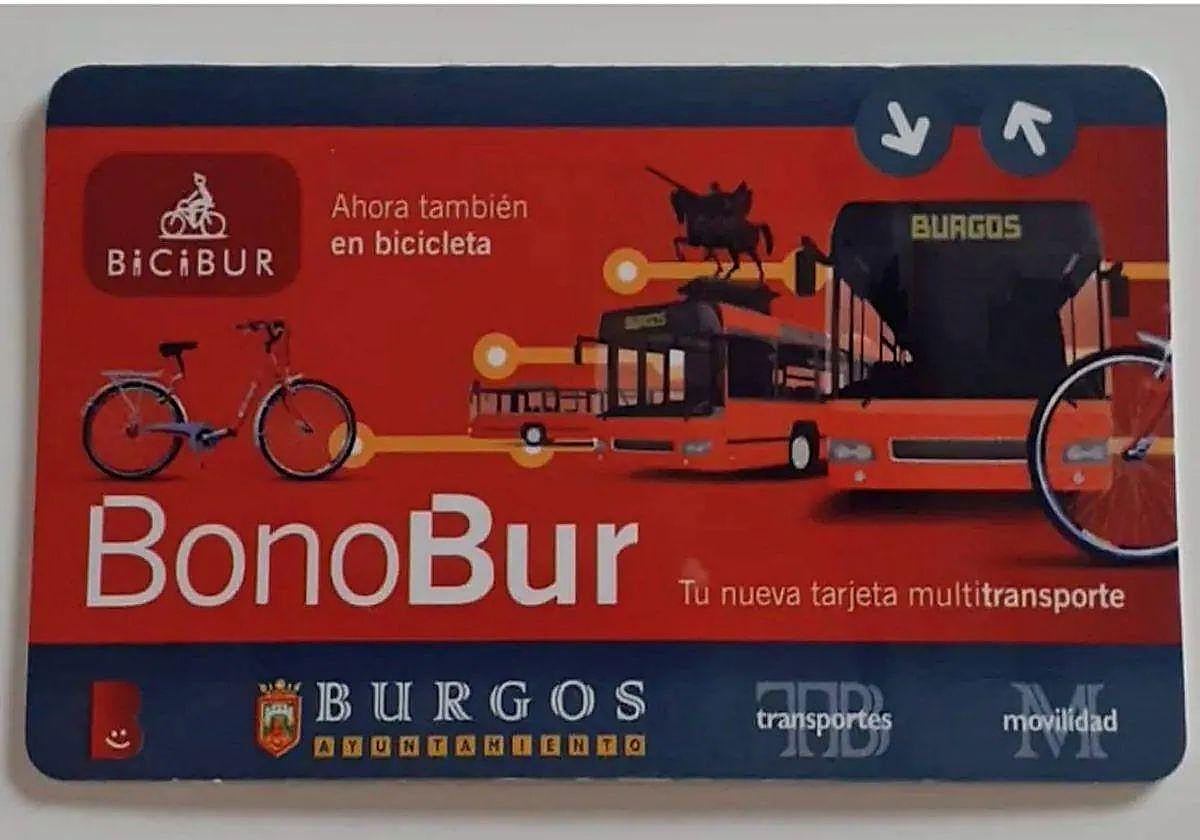 Ahora también
en bicicleta
BiCiBUR
BURGOS
BonoBur
Tu nueva tarjeta multitransporte
B
BURGOS
AYUNTAMIENTO
TB
transportes
M
movilidad